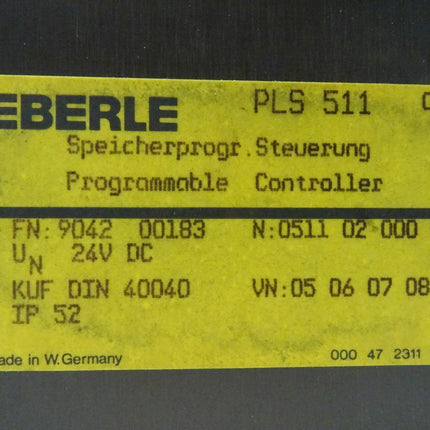 EBERLE PLS 511
Speicherprogr. Steuerung
Programmable Controller
FN: 9042 00183 N:0511 02 000
UN 24V DC
KUF DIN 40040 VN:05 06 07 08
IP 52
ade in W.Germany 000 47 2311